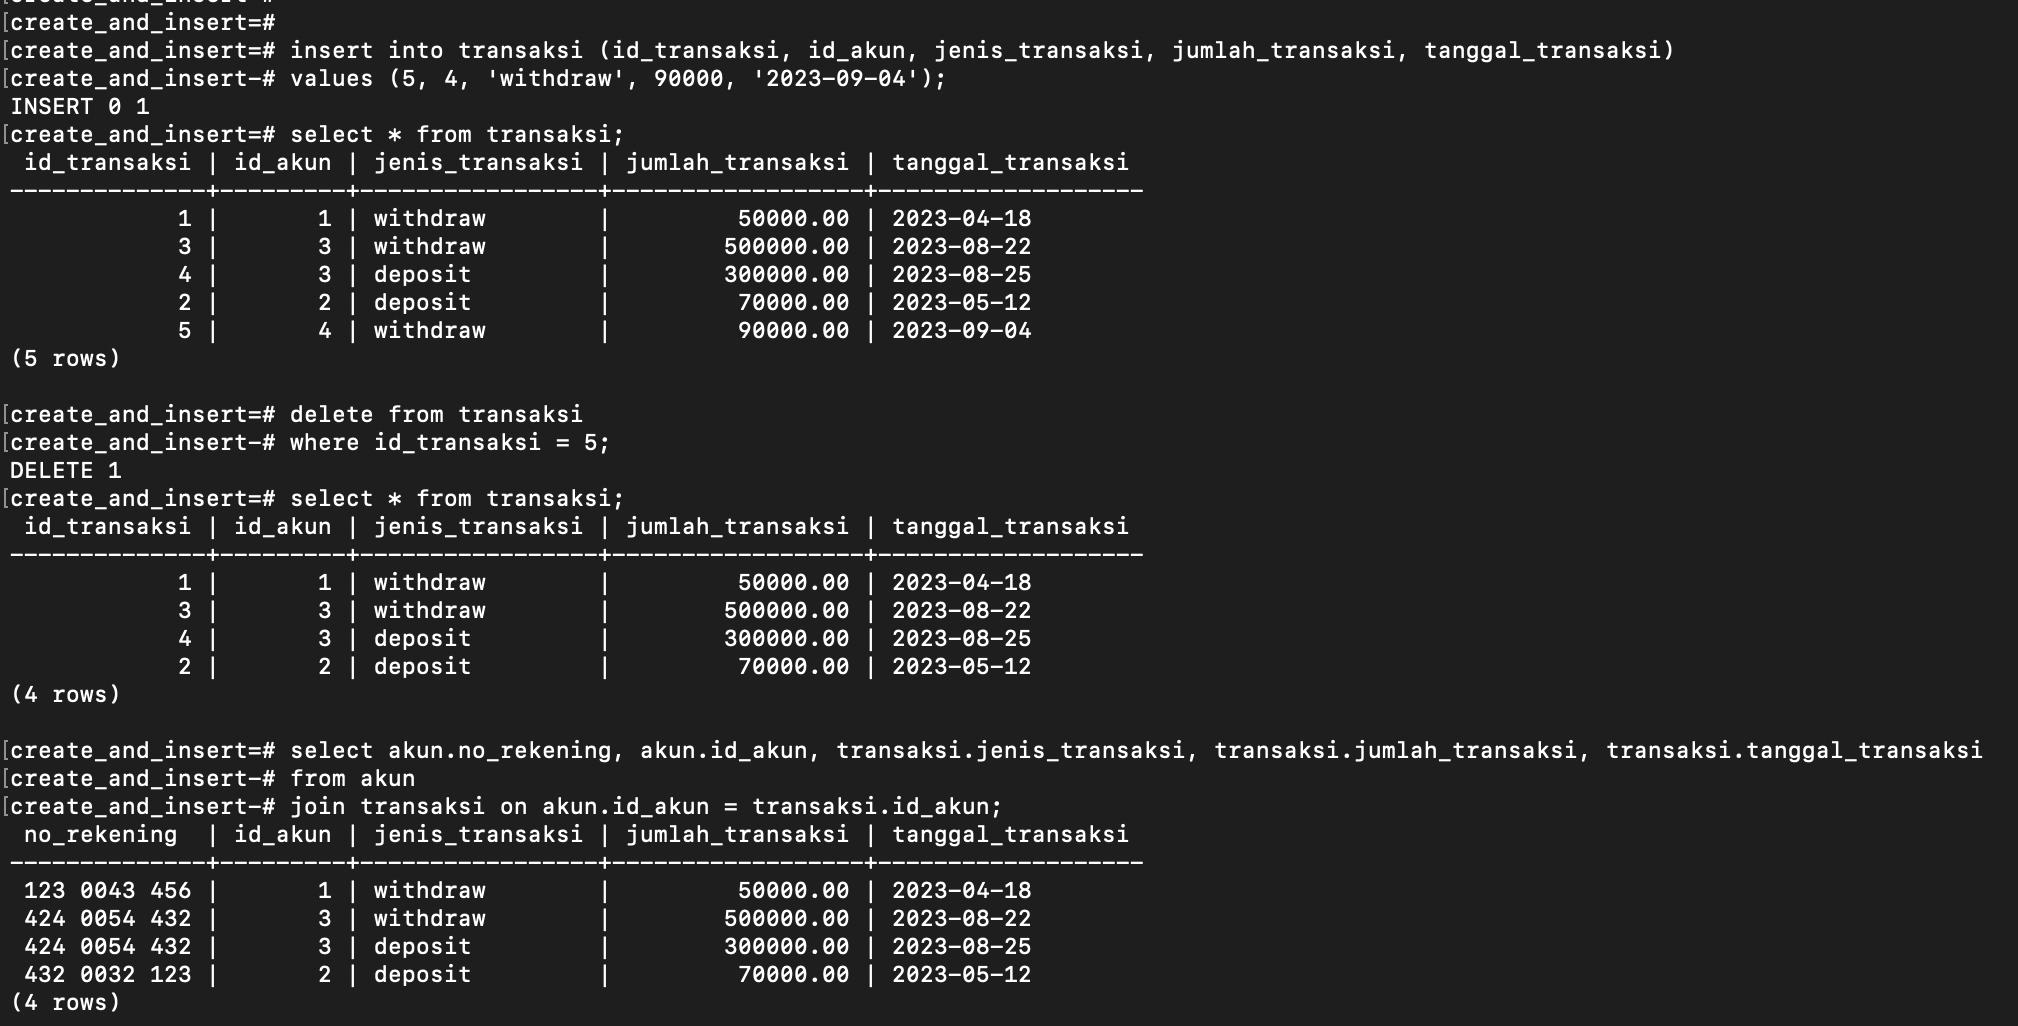 [create_and_insert=#
[create_and_insert=#
[create_and_insert=# insert into transaksi (id_transaksi, id_akun, jenis_transaksi, jumlah_transaksi, tanggal_transaksi)
[create_and_insert-# values (5, 4, 'withdraw', 90000, '2023-09-04');
INSERT 0 1
[create_and_insert=# select * from transaksi;
 id_transaksi | id_akun | jenis_transaksi | jumlah_transaksi | tanggal_transaksi
--------------+---------+-----------------+------------------+-------------------
            1 |       1 | withdraw        |         50000.00 | 2023-04-18
            3 |       3 | withdraw        |        500000.00 | 2023-08-22
            4 |       3 | deposit         |        300000.00 | 2023-08-25
            2 |       2 | deposit         |         70000.00 | 2023-05-12
            5 |       4 | withdraw        |         90000.00 | 2023-09-04
(5 rows)

[create_and_insert=# delete from transaksi
[create_and_insert-# where id_transaksi = 5;
DELETE 1
[create_and_insert=# select * from transaksi;
 id_transaksi | id_akun | jenis_transaksi | jumlah_transaksi | tanggal_transaksi
--------------+---------+-----------------+------------------+-------------------
            1 |       1 | withdraw        |         50000.00 | 2023-04-18
            3 |       3 | withdraw        |        500000.00 | 2023-08-22
            4 |       3 | deposit         |        300000.00 | 2023-08-25
            2 |       2 | deposit         |         70000.00 | 2023-05-12
(4 rows)

[create_and_insert=# select akun.no_rekening, akun.id_akun, transaksi.jenis_transaksi, transaksi.jumlah_transaksi, transaksi.tanggal_transaksi
[create_and_insert-# from akun
[create_and_insert-# join transaksi on akun.id_akun = transaksi.id_akun;
 no_rekening  | id_akun | jenis_transaksi | jumlah_transaksi | tanggal_transaksi
--------------+---------+-----------------+------------------+-------------------
 123 0043 456 |       1 | withdraw        |         50000.00 | 2023-04-18
 424 0054 432 |       3 | withdraw        |        500000.00 | 2023-08-22
 424 0054 432 |       3 | deposit         |        300000.00 | 2023-08-25
 432 0032 123 |       2 | deposit         |         70000.00 | 2023-05-12
(4 rows)